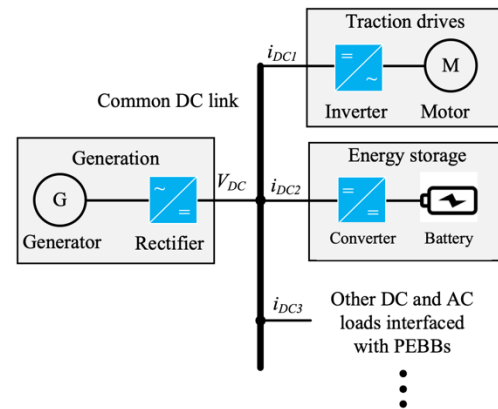 Traction drives
i_DC1
=
~
M
Inverter
Motor
Common DC link
Generation
G
~
=
Generator
Rectifier
V_DC
i_DC2
Energy storage
=
=
Converter
Battery
i_DC3
Other DC and AC
loads interfaced
with PEBBs